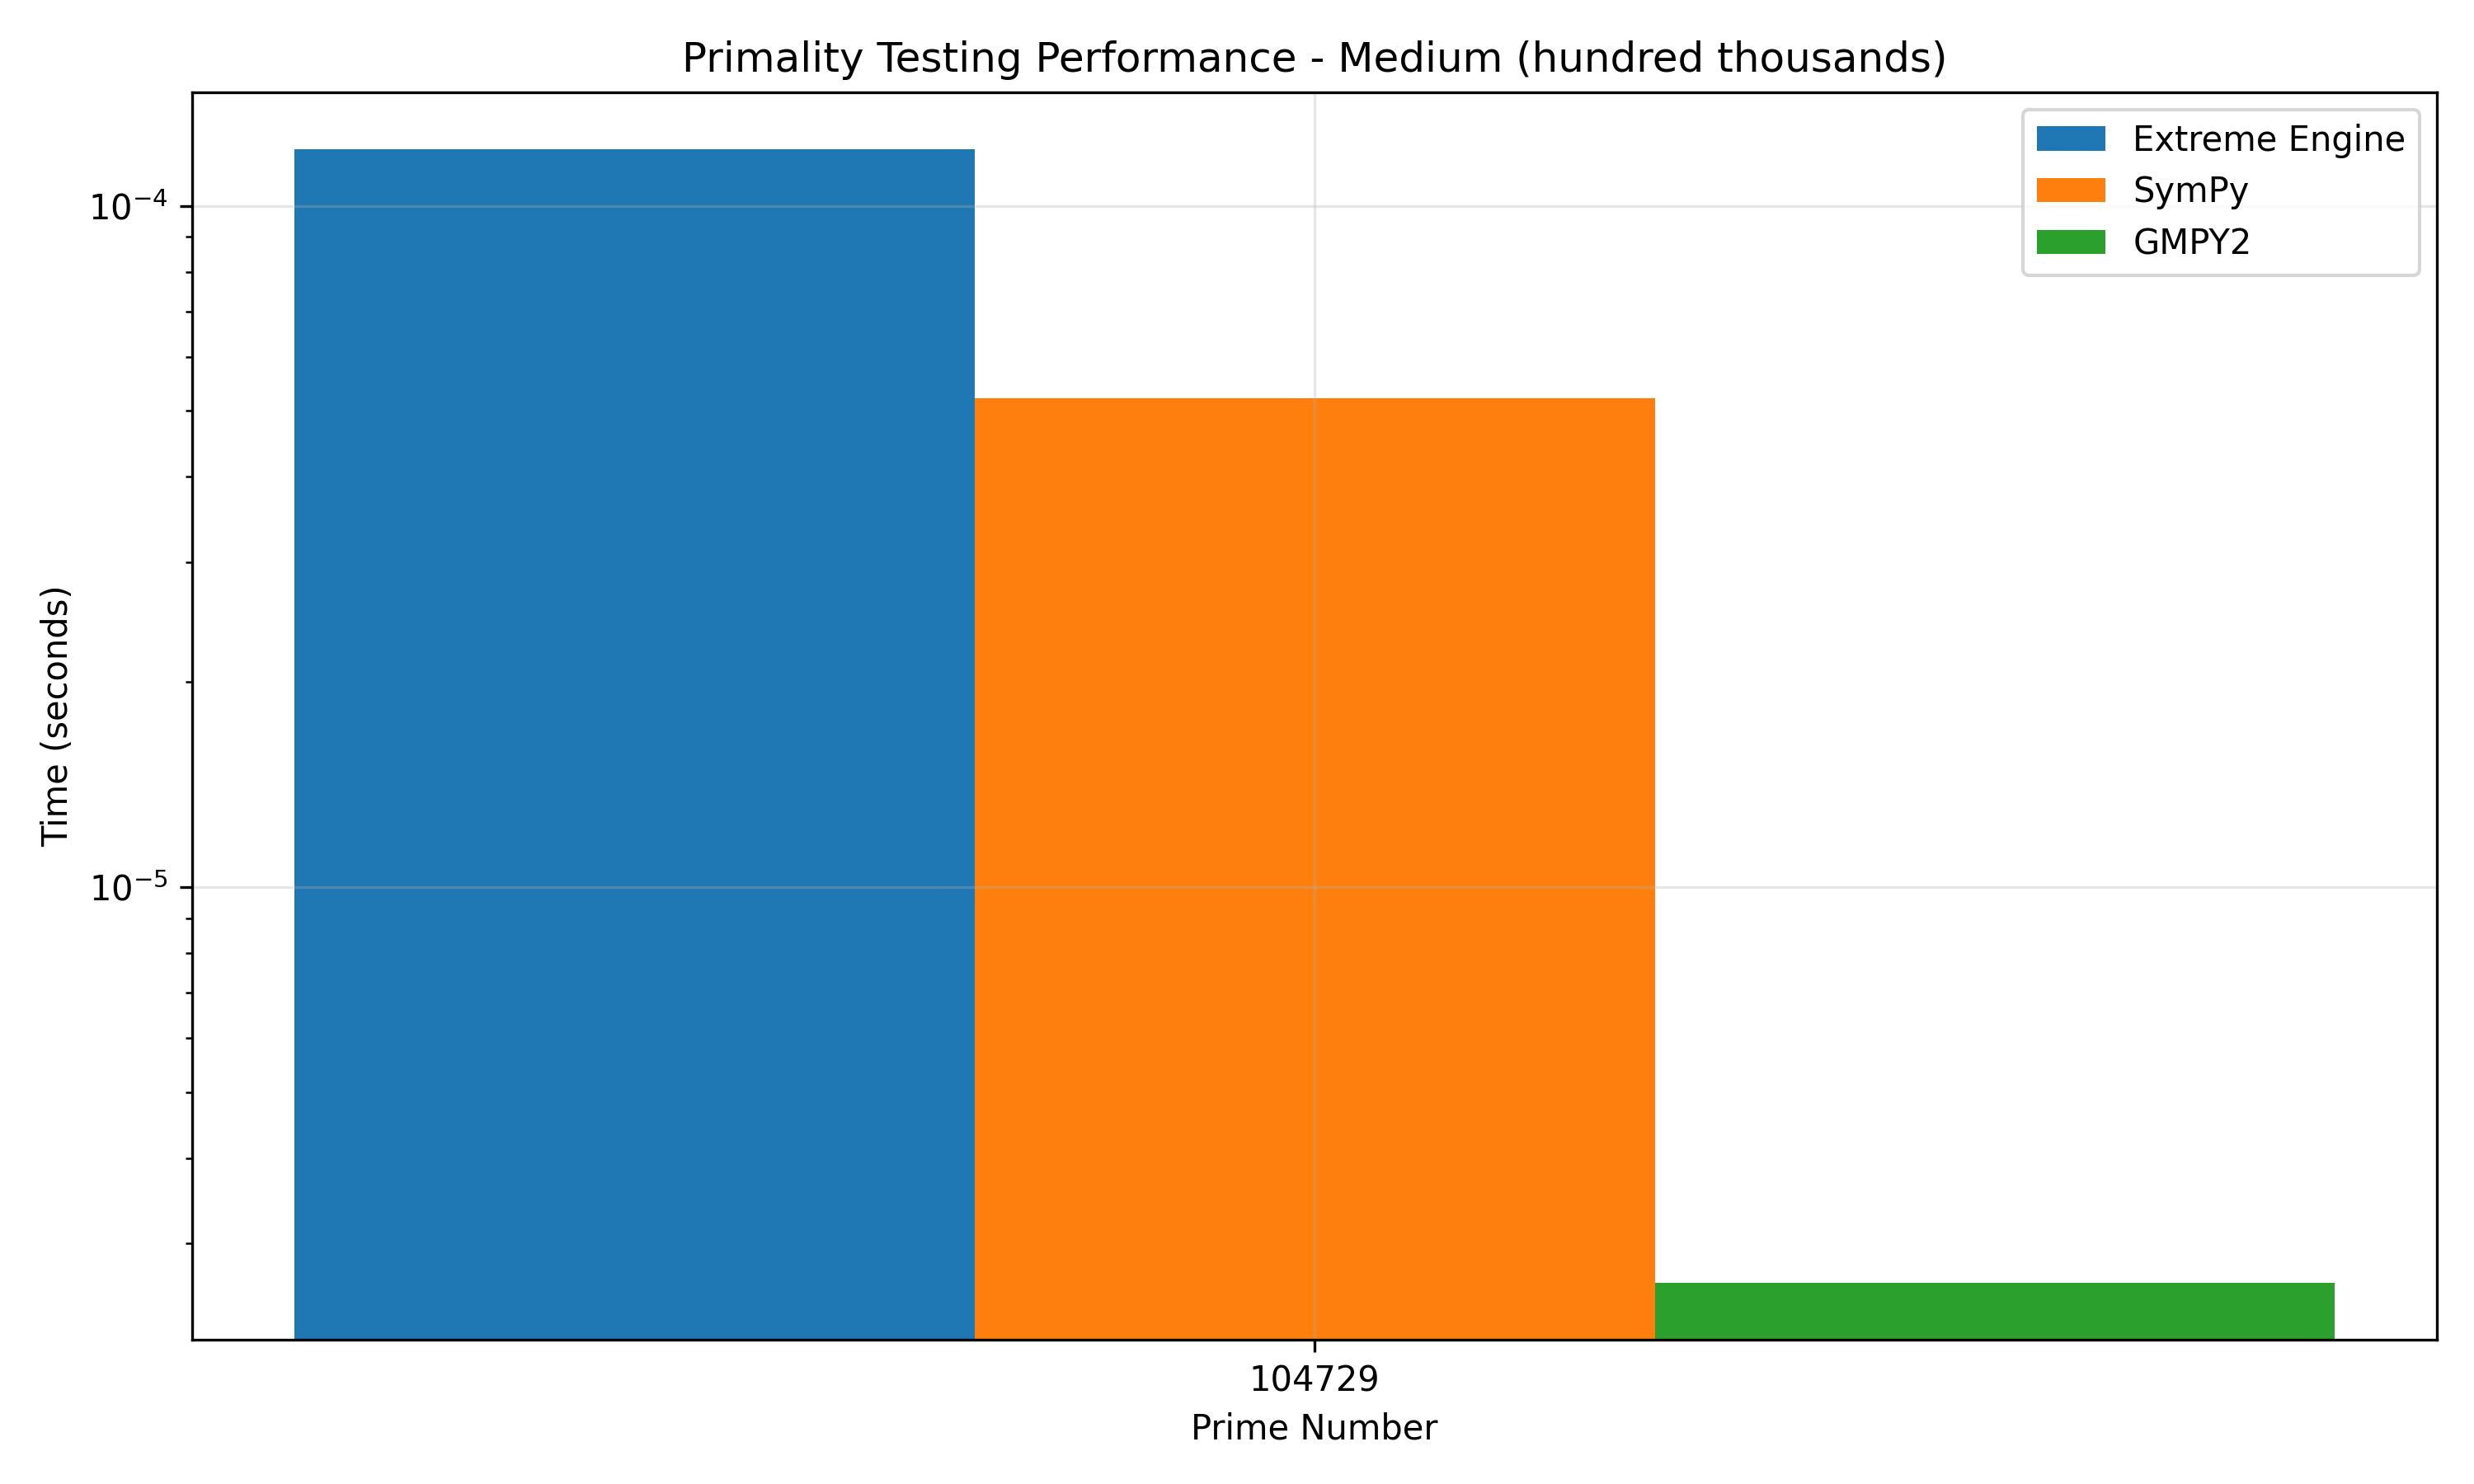 Primality Testing Performance - Medium (hundred thousands)
Extreme Engine
SymPy
GMPY2
Time (seconds)
10⁻⁴
10⁻⁵
104729
Prime Number